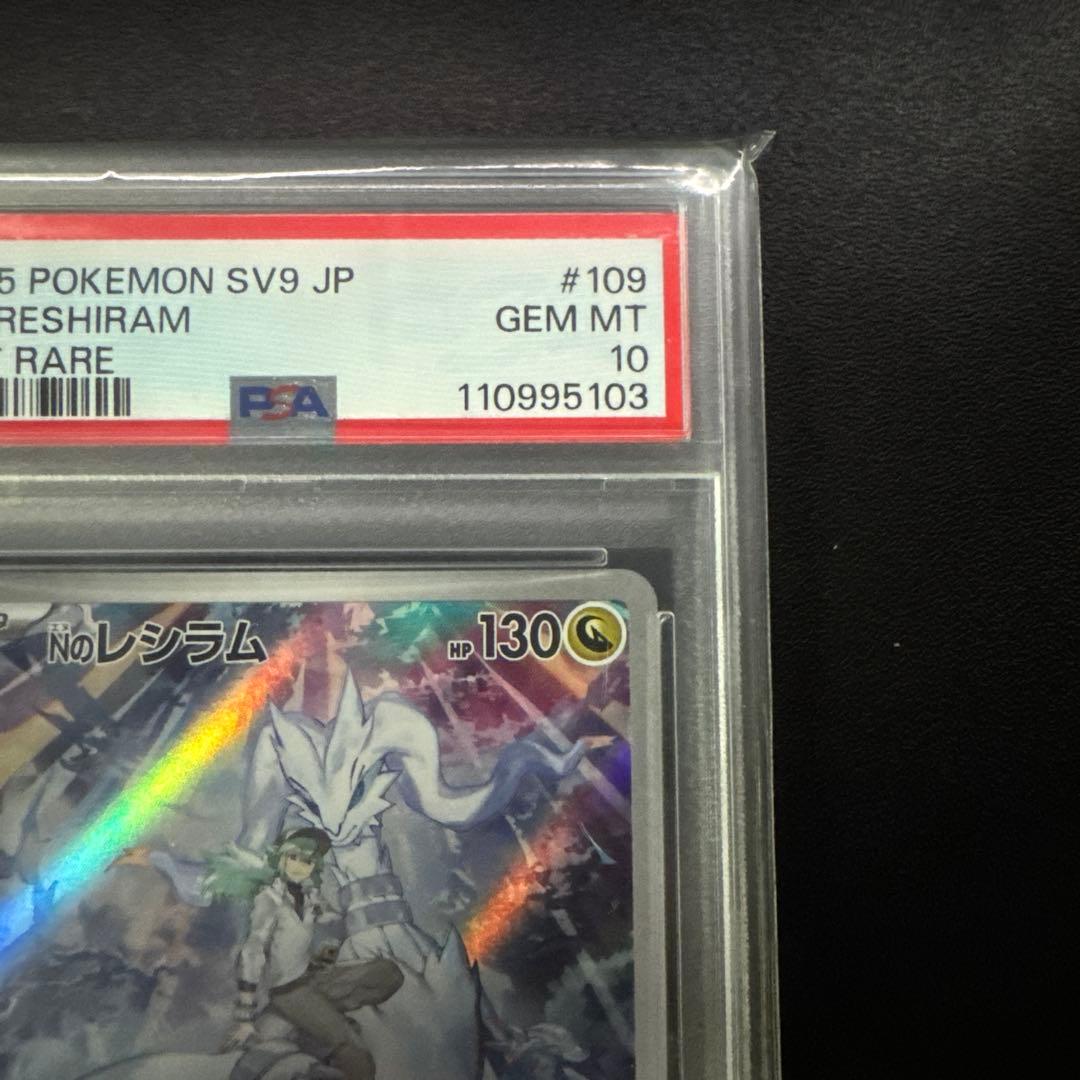 5 POKEMON SV9 JP #109
RESHIRAM GEM MT
RARE 10
PSA 110995103
Nのレシラム HP 130